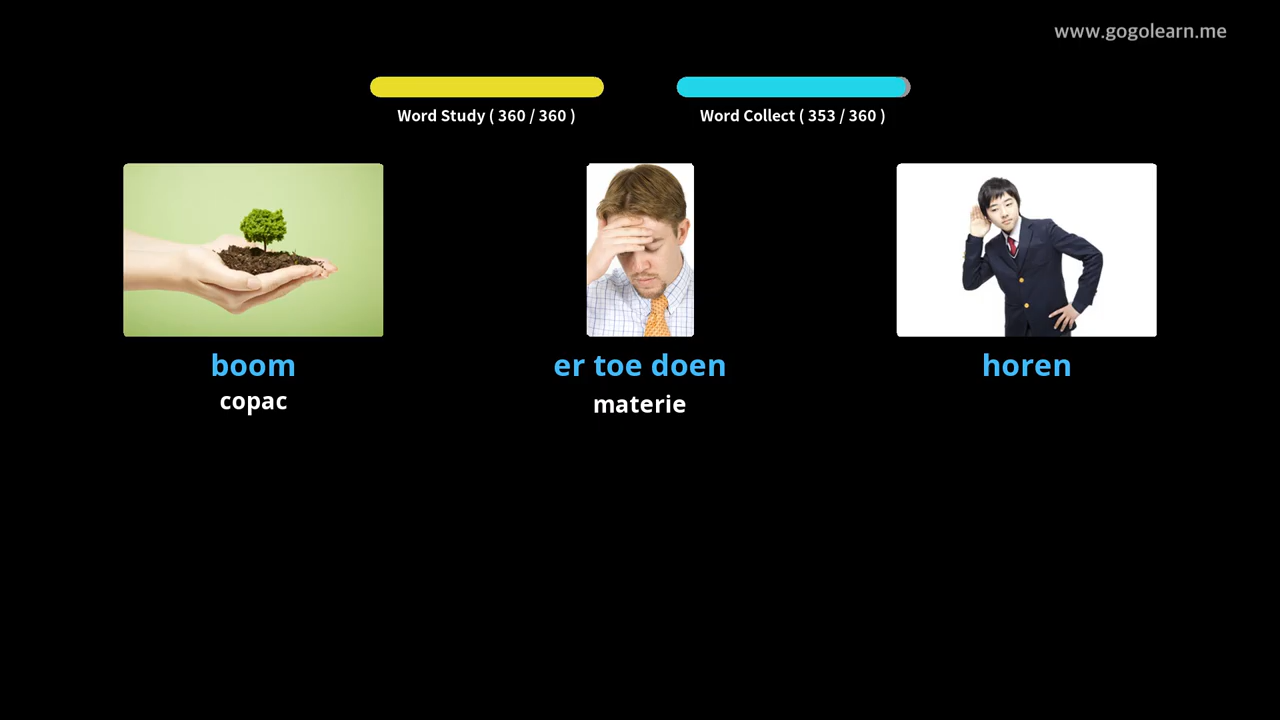 www.gogolearn.me
Word Study ( 360 / 360 )
Word Collect ( 353 / 360 )
boom
er toe doen
horen
copac
materie